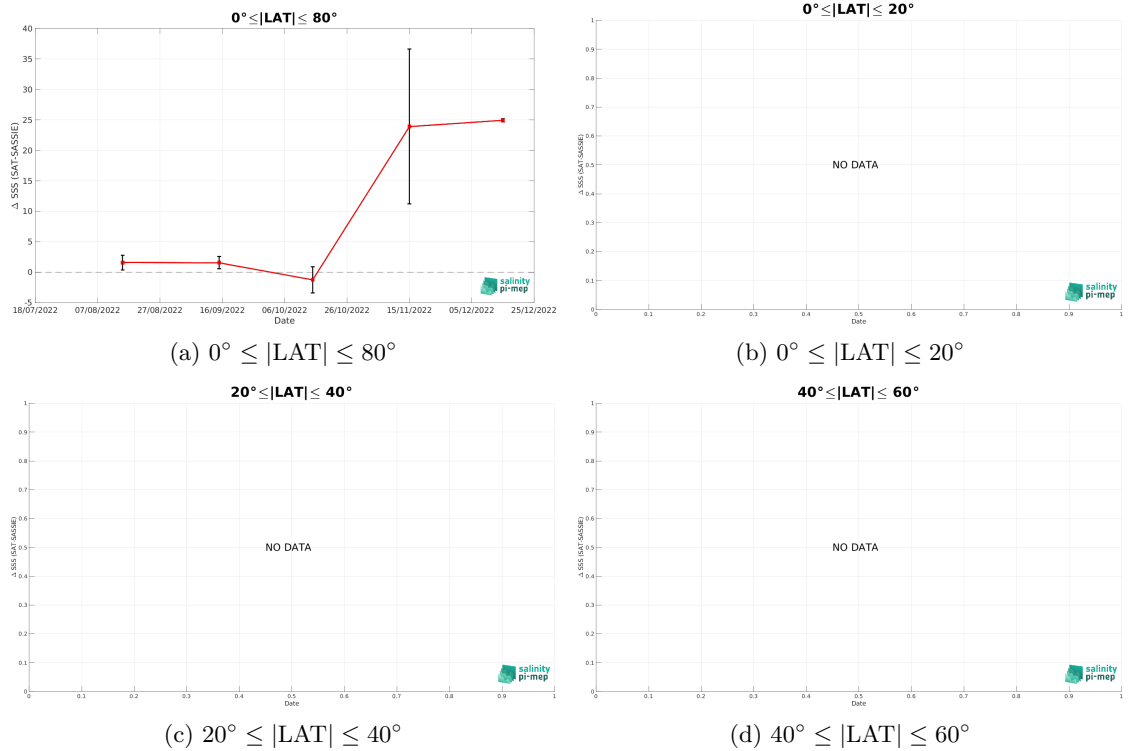 0°≤|LAT|≤ 80°
40
35
30
25
20
15
10
5
0
-5
Δ SSS (SAT-SASSIE)
18/07/2022 07/08/2022 27/08/2022 16/09/2022 06/10/2022 26/10/2022 15/11/2022 05/12/2022 25/12/2022
Date
salinity
pi-mep
(a) 0° ≤ |LAT| ≤ 80°
0°≤|LAT|≤ 20°
1
0.9
0.8
0.7
0.6
0.5
0.4
0.3
0.2
0.1
0
Δ SSS (SAT-SASSIE)
NO DATA
0 0.1 0.2 0.3 0.4 0.5 0.6 0.7 0.8 0.9 1
Date
salinity
pi-mep
(b) 0° ≤ |LAT| ≤ 20°
20°≤|LAT|≤ 40°
1
0.9
0.8
0.7
0.6
0.5
0.4
0.3
0.2
0.1
0
Δ SSS (SAT-SASSIE)
NO DATA
0 0.1 0.2 0.3 0.4 0.5 0.6 0.7 0.8 0.9 1
Date
salinity
pi-mep
(c) 20° ≤ |LAT| ≤ 40°
40°≤|LAT|≤ 60°
1
0.9
0.8
0.7
0.6
0.5
0.4
0.3
0.2
0.1
0
Δ SSS (SAT-SASSIE)
NO DATA
0 0.1 0.2 0.3 0.4 0.5 0.6 0.7 0.8 0.9 1
Date
salinity
pi-mep
(d) 40° ≤ |LAT| ≤ 60°